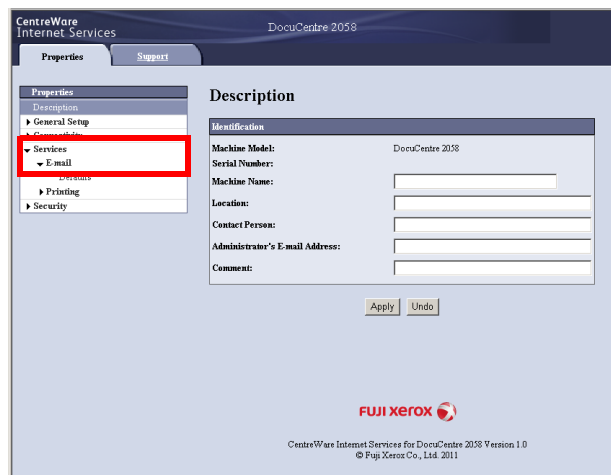 CentreWare
Internet Services
DocuCentre 2058
Properties Support
Properties
Description
General Setup
Connectivity
Services
E-mail
Defaults
Printing
Security
Description
Identification
Machine Model: DocuCentre 2058
Serial Number:
Machine Name:
Location:
Contact Person:
Administrator's E-mail Address:
Comment:
Apply Undo
FUJI XEROX
CentreWare Internet Services for DocuCentre 2058 Version 1.0
© Fuji Xerox Co., Ltd. 2011